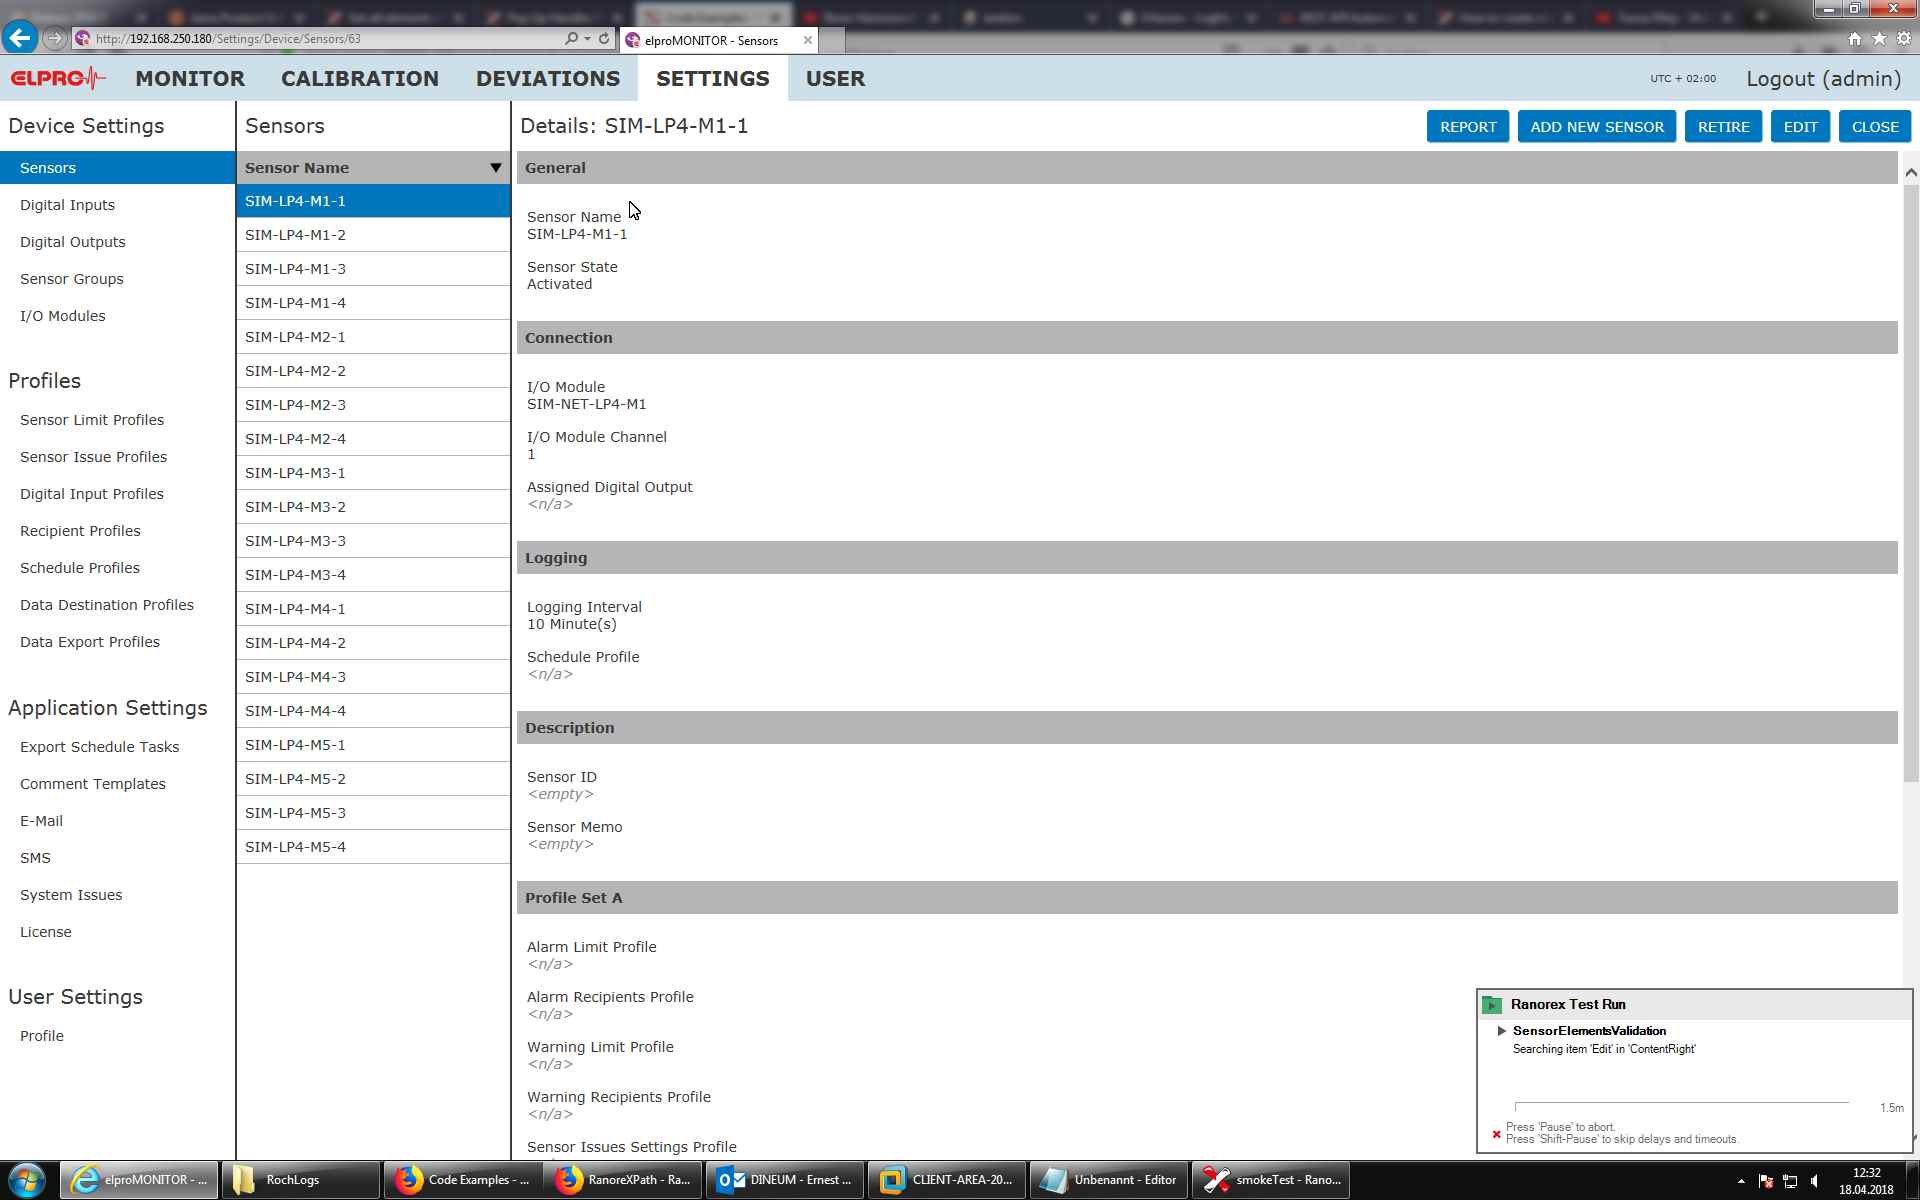 http://192.168.250.180/Settings/Device/Sensors/63
elproMONITOR - Sensors
ELPRO
MONITOR
CALIBRATION
DEVIATIONS
SETTINGS
USER
UTC + 02:00
Logout (admin)
Device Settings
Sensors
Digital Inputs
Digital Outputs
Sensor Groups
I/O Modules
Profiles
Sensor Limit Profiles
Sensor Issue Profiles
Digital Input Profiles
Recipient Profiles
Schedule Profiles
Data Destination Profiles
Data Export Profiles
Application Settings
Export Schedule Tasks
Comment Templates
E-Mail
SMS
System Issues
License
User Settings
Profile
Sensors
Sensor Name
SIM-LP4-M1-1
SIM-LP4-M1-2
SIM-LP4-M1-3
SIM-LP4-M1-4
SIM-LP4-M2-1
SIM-LP4-M2-2
SIM-LP4-M2-3
SIM-LP4-M2-4
SIM-LP4-M3-1
SIM-LP4-M3-2
SIM-LP4-M3-3
SIM-LP4-M3-4
SIM-LP4-M4-1
SIM-LP4-M4-2
SIM-LP4-M4-3
SIM-LP4-M4-4
SIM-LP4-M5-1
SIM-LP4-M5-2
SIM-LP4-M5-3
SIM-LP4-M5-4
Details: SIM-LP4-M1-1
REPORT
ADD NEW SENSOR
RETIRE
EDIT
CLOSE
General
Sensor Name
SIM-LP4-M1-1
Sensor State
Activated
Connection
I/O Module
SIM-NET-LP4-M1
I/O Module Channel
1
Assigned Digital Output
<n/a>
Logging
Logging Interval
10 Minute(s)
Schedule Profile
<n/a>
Description
Sensor ID
<empty>
Sensor Memo
<empty>
Profile Set A
Alarm Limit Profile
<n/a>
Alarm Recipients Profile
<n/a>
Warning Limit Profile
<n/a>
Warning Recipients Profile
<n/a>
Sensor Issues Settings Profile
Ranorex Test Run
SensorElementsValidation
Searching item 'Edit' in 'ContentRight'
1.5m
Press 'Pause' to abort.
Press 'Shift-Pause' to skip delays and timeouts.
elproMONITOR - ...
RochLogs
Code Examples - ...
RanoreXPath - Ra...
DINEUM - Ernest ...
CLIENT-AREA-20...
Unbenannt - Editor
smokeTest - Rano...
12:32
18.04.2018